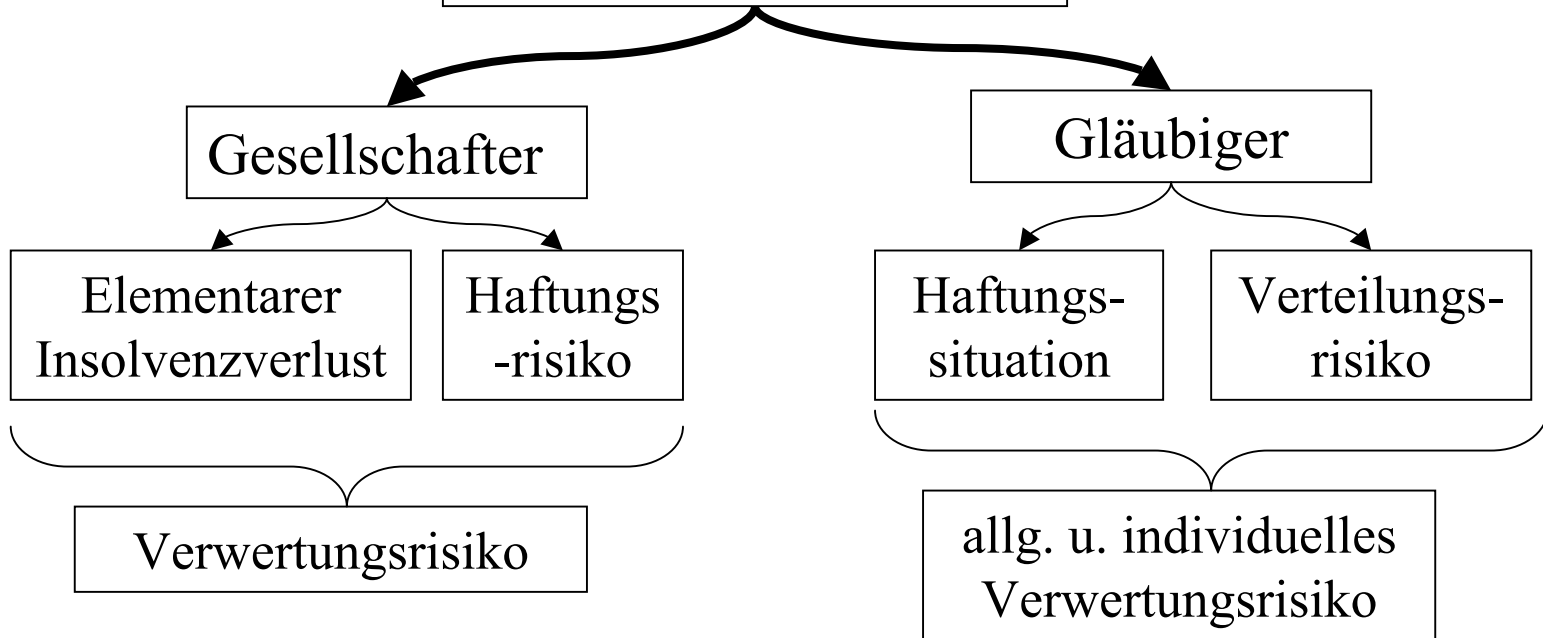 Gesellschafter
Gläubiger
Elementarer
Insolvenzverlust
Haftungs
-risiko
Haftungs-
situation
Verteilungs-
risiko
Verwertungsrisiko
allg. u. individuelles
Verwertungsrisiko